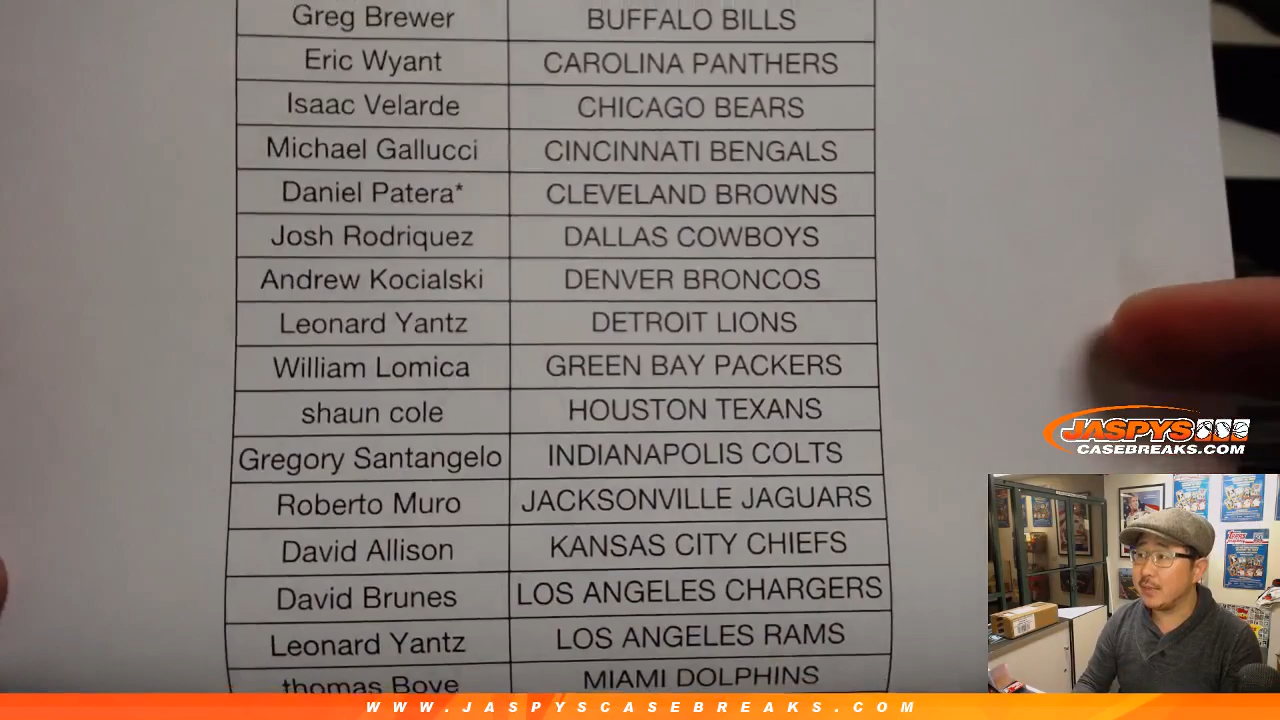 Greg Brewer BUFFALO BILLS
Eric Wyant CAROLINA PANTHERS
Isaac Velarde CHICAGO BEARS
Michael Gallucci CINCINNATI BENGALS
Daniel Patera* CLEVELAND BROWNS
Josh Rodriquez DALLAS COWBOYS
Andrew Kocialski DENVER BRONCOS
Leonard Yantz DETROIT LIONS
William Lomica GREEN BAY PACKERS
shaun cole HOUSTON TEXANS
Gregory Santangelo INDIANAPOLIS COLTS
Roberto Muro JACKSONVILLE JAGUARS
David Allison KANSAS CITY CHIEFS
David Brunes LOS ANGELES CHARGERS
Leonard Yantz LOS ANGELES RAMS
thomas Bove MIAMI DOLPHINS
JASPYS
CASEBREAKS.COM
Topps
WWW.JASPYSCASEBREAKS.COM